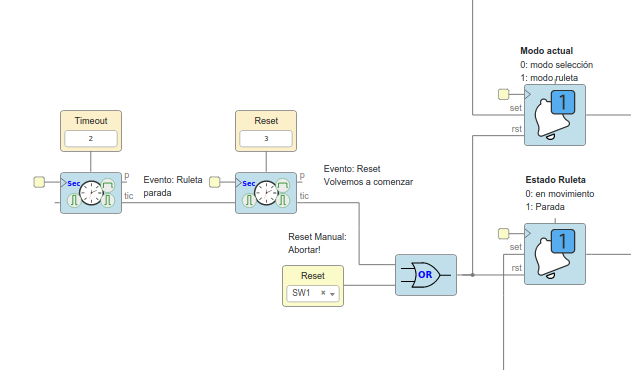 Modo actual
0: modo selección
1: modo ruleta
set
rst
1
Timeout
2
Reset
3
Sec
p
tic
Evento: Ruleta
parada
Sec
p
tic
Evento: Reset
Volvemos a comenzar
Estado Ruleta
0: en movimiento
1: Parada
set
rst
1
Reset Manual:
Abortar!
Reset
SW1 ×
OR